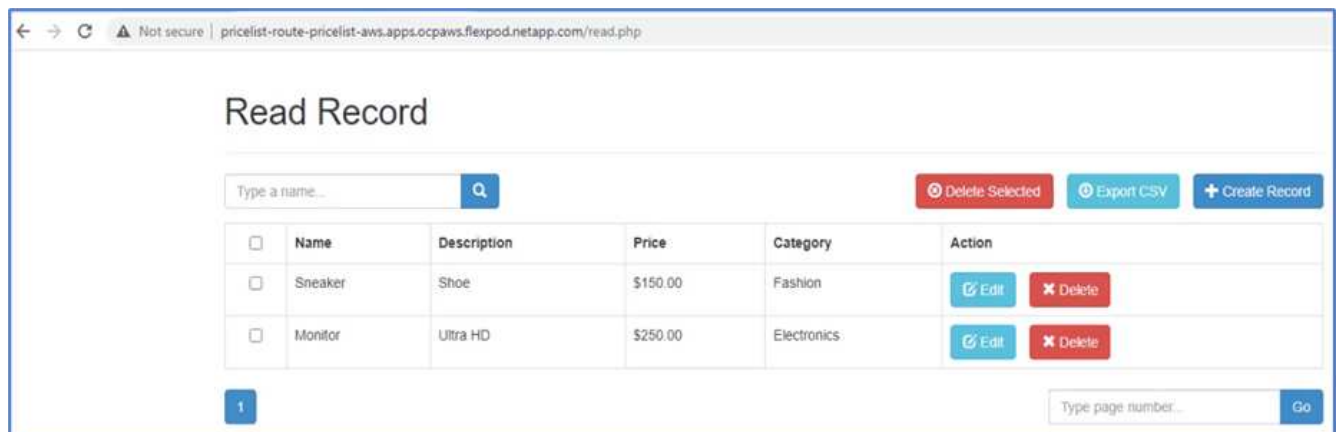 Not secure | pricelist-route-pricelist-aws.apps.ocpaws.flexpod.netapp.com/read.php
Read Record
Type a name... Delete Selected Export CSV Create Record
Name Description Price Category Action
Sneaker Shoe $150.00 Fashion Edit Delete
Monitor Ultra HD $250.00 Electronics Edit Delete
1 Type page number... Go